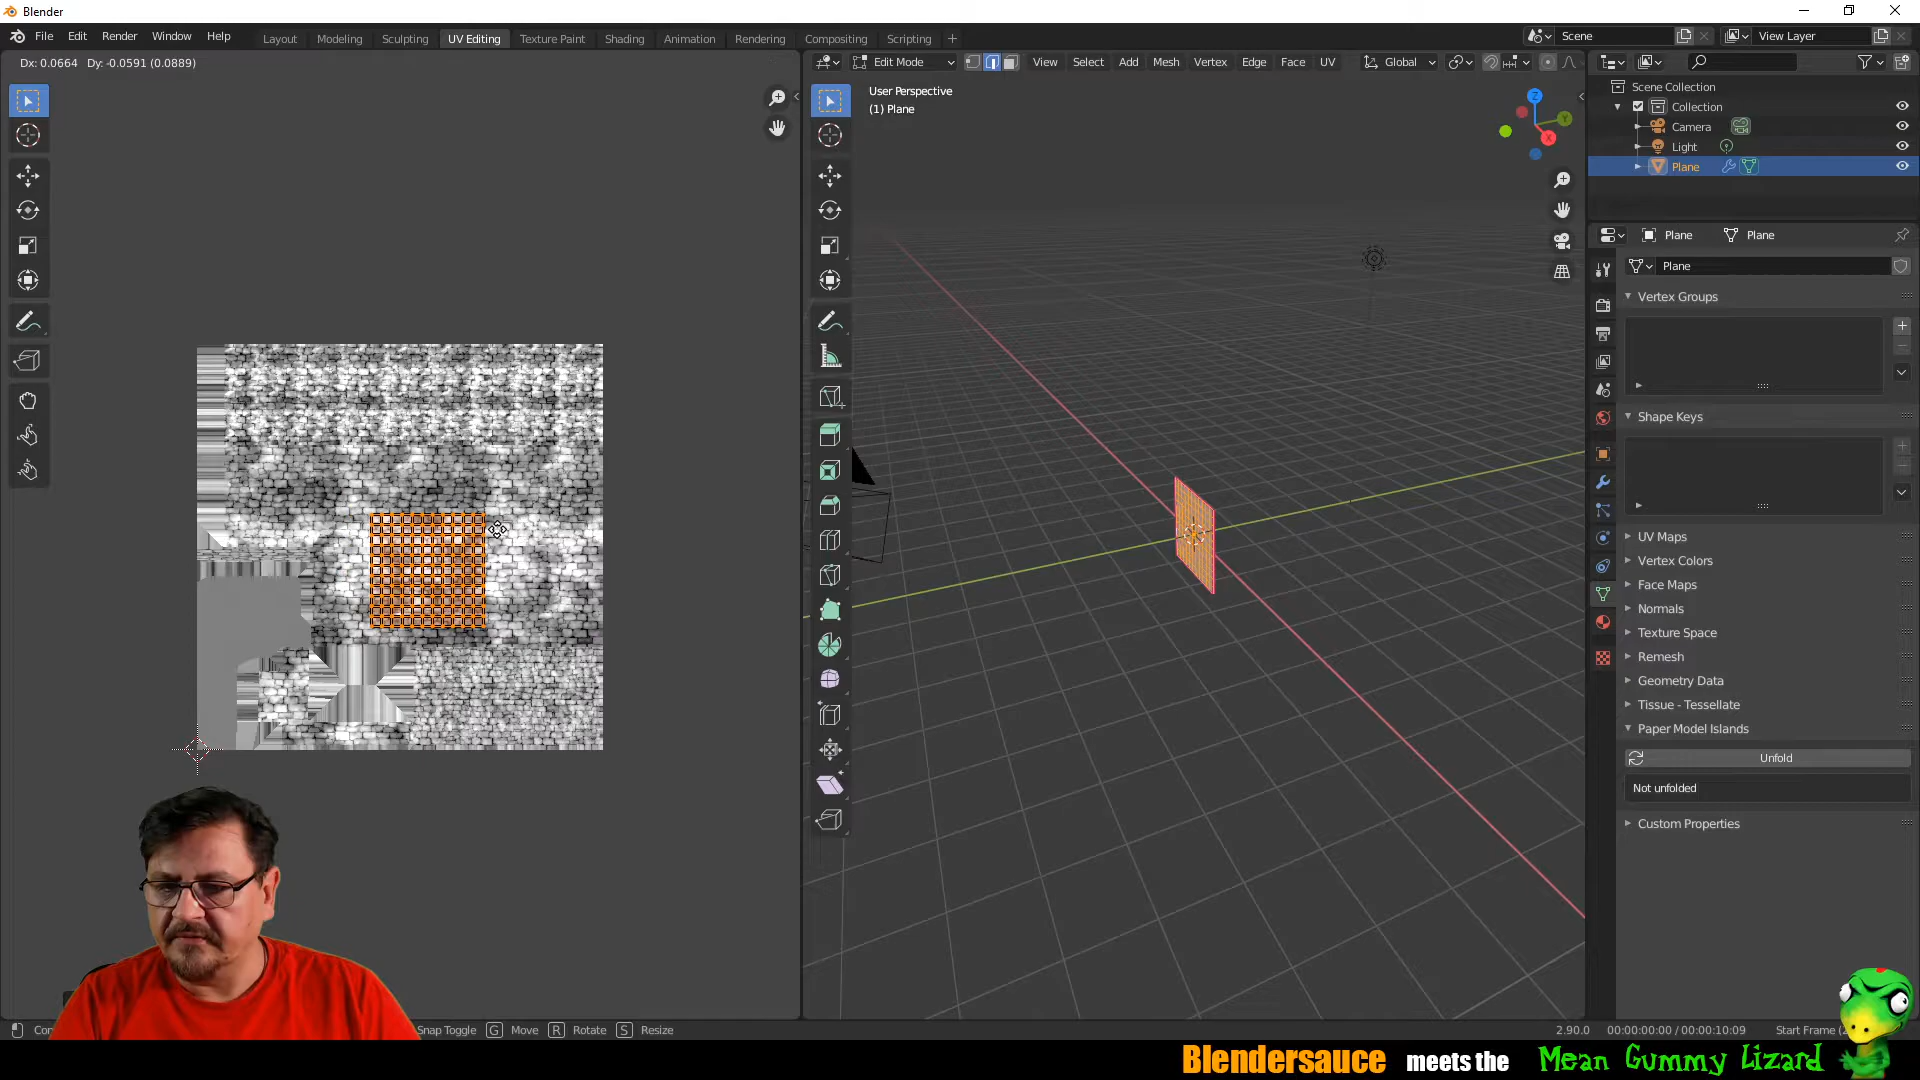 Blender
File Edit Render Window Help Layout Modeling Sculpting UV Editing Texture Paint Shading Animation Rendering Compositing Scripting + Scene View Layer
Dx: 0.0664 Dy: -0.0591 (0.0889)
Edit Mode View Select Add Mesh Vertex Edge Face UV Global
User Perspective
(1) Plane
Scene Collection
Collection
Camera
Light
Plane
Plane Plane
Plane
Vertex Groups
Shape Keys
UV Maps
Vertex Colors
Face Maps
Normals
Texture Space
Remesh
Geometry Data
Tissue - Tessellate
Paper Model Islands
Unfold
Not unfolded
Custom Properties
Snap Toggle G Move R Rotate S Resize
2.90.0 00:00:00:00 / 00:00:10:09 Start Frame
Blendersauce meets the Mean Gummy Lizard